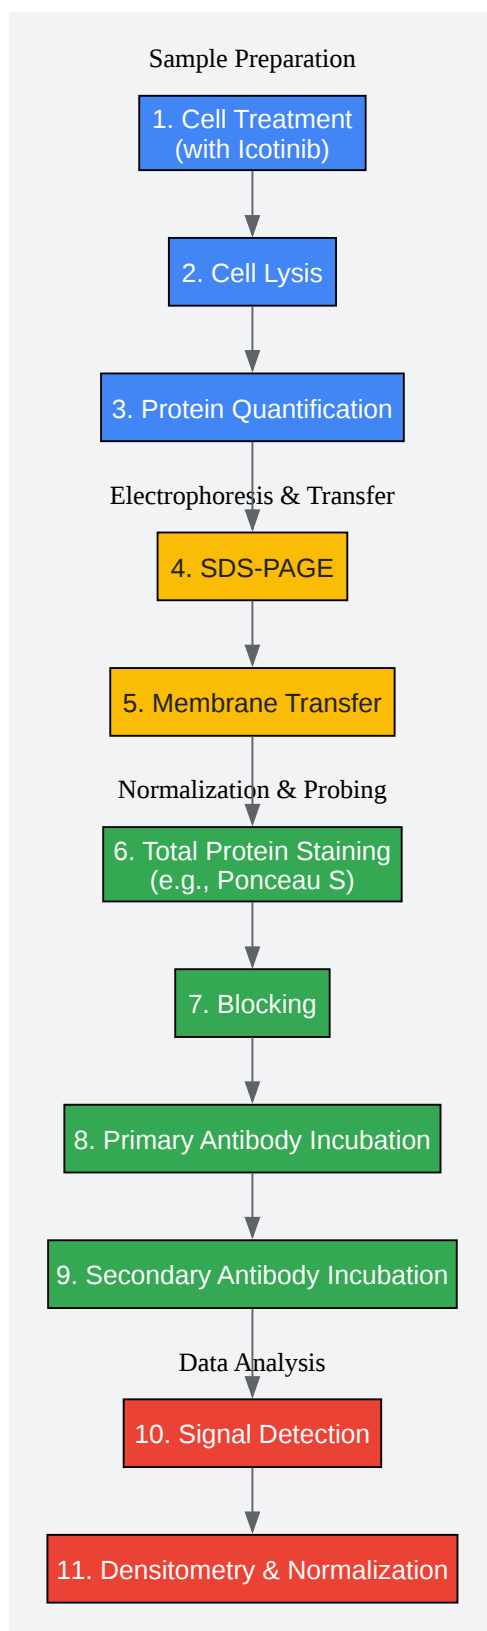 Sample Preparation
1. Cell Treatment
(with Icotinib)
2. Cell Lysis
3. Protein Quantification
Electrophoresis & Transfer
4. SDS-PAGE
5. Membrane Transfer
Normalization & Probing
6. Total Protein Staining
(e.g., Ponceau S)
7. Blocking
8. Primary Antibody Incubation
9. Secondary Antibody Incubation
Data Analysis
10. Signal Detection
11. Densitometry & Normalization